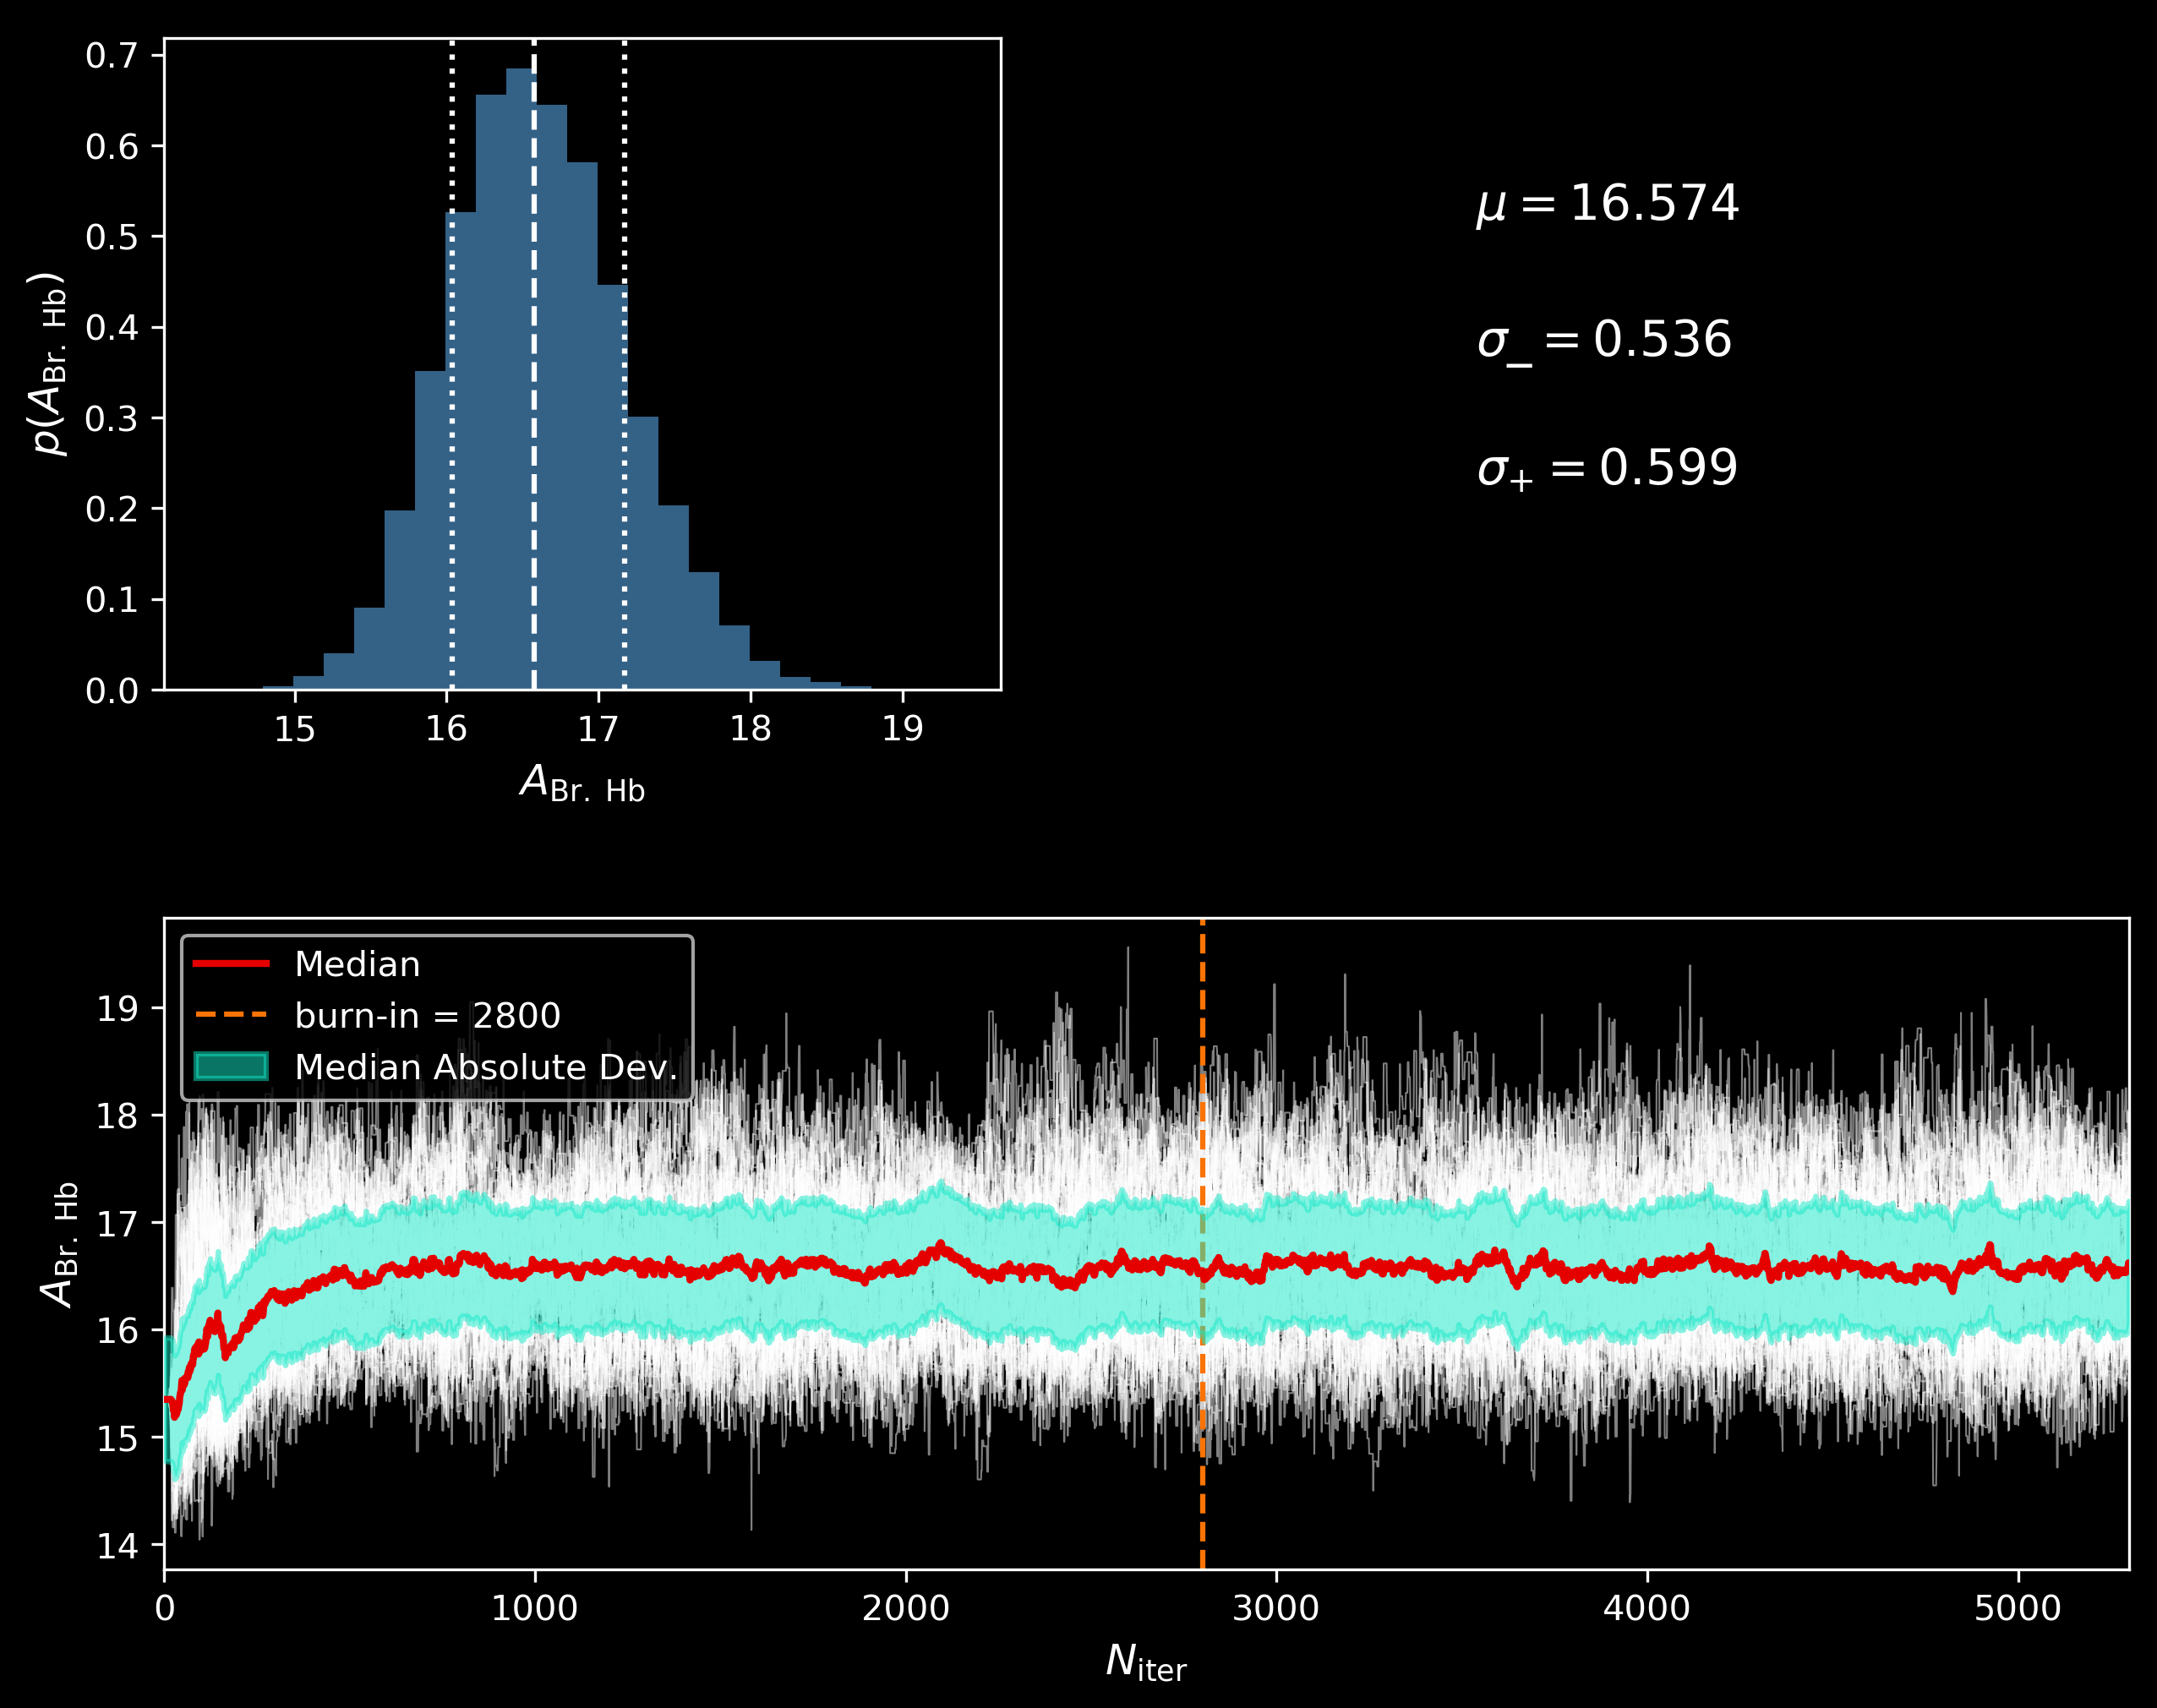 0.7
0.6
0.5
0.4
0.3
0.2
0.1
0.0
p(A_Br. Hb)
15 16 17 18 19
A_Br. Hb
μ = 16.574
σ_− = 0.536
σ_+ = 0.599
Median
burn-in = 2800
Median Absolute Dev.
19
18
17
16
15
14
A_Br. Hb
0 1000 2000 3000 4000 5000
N_iter